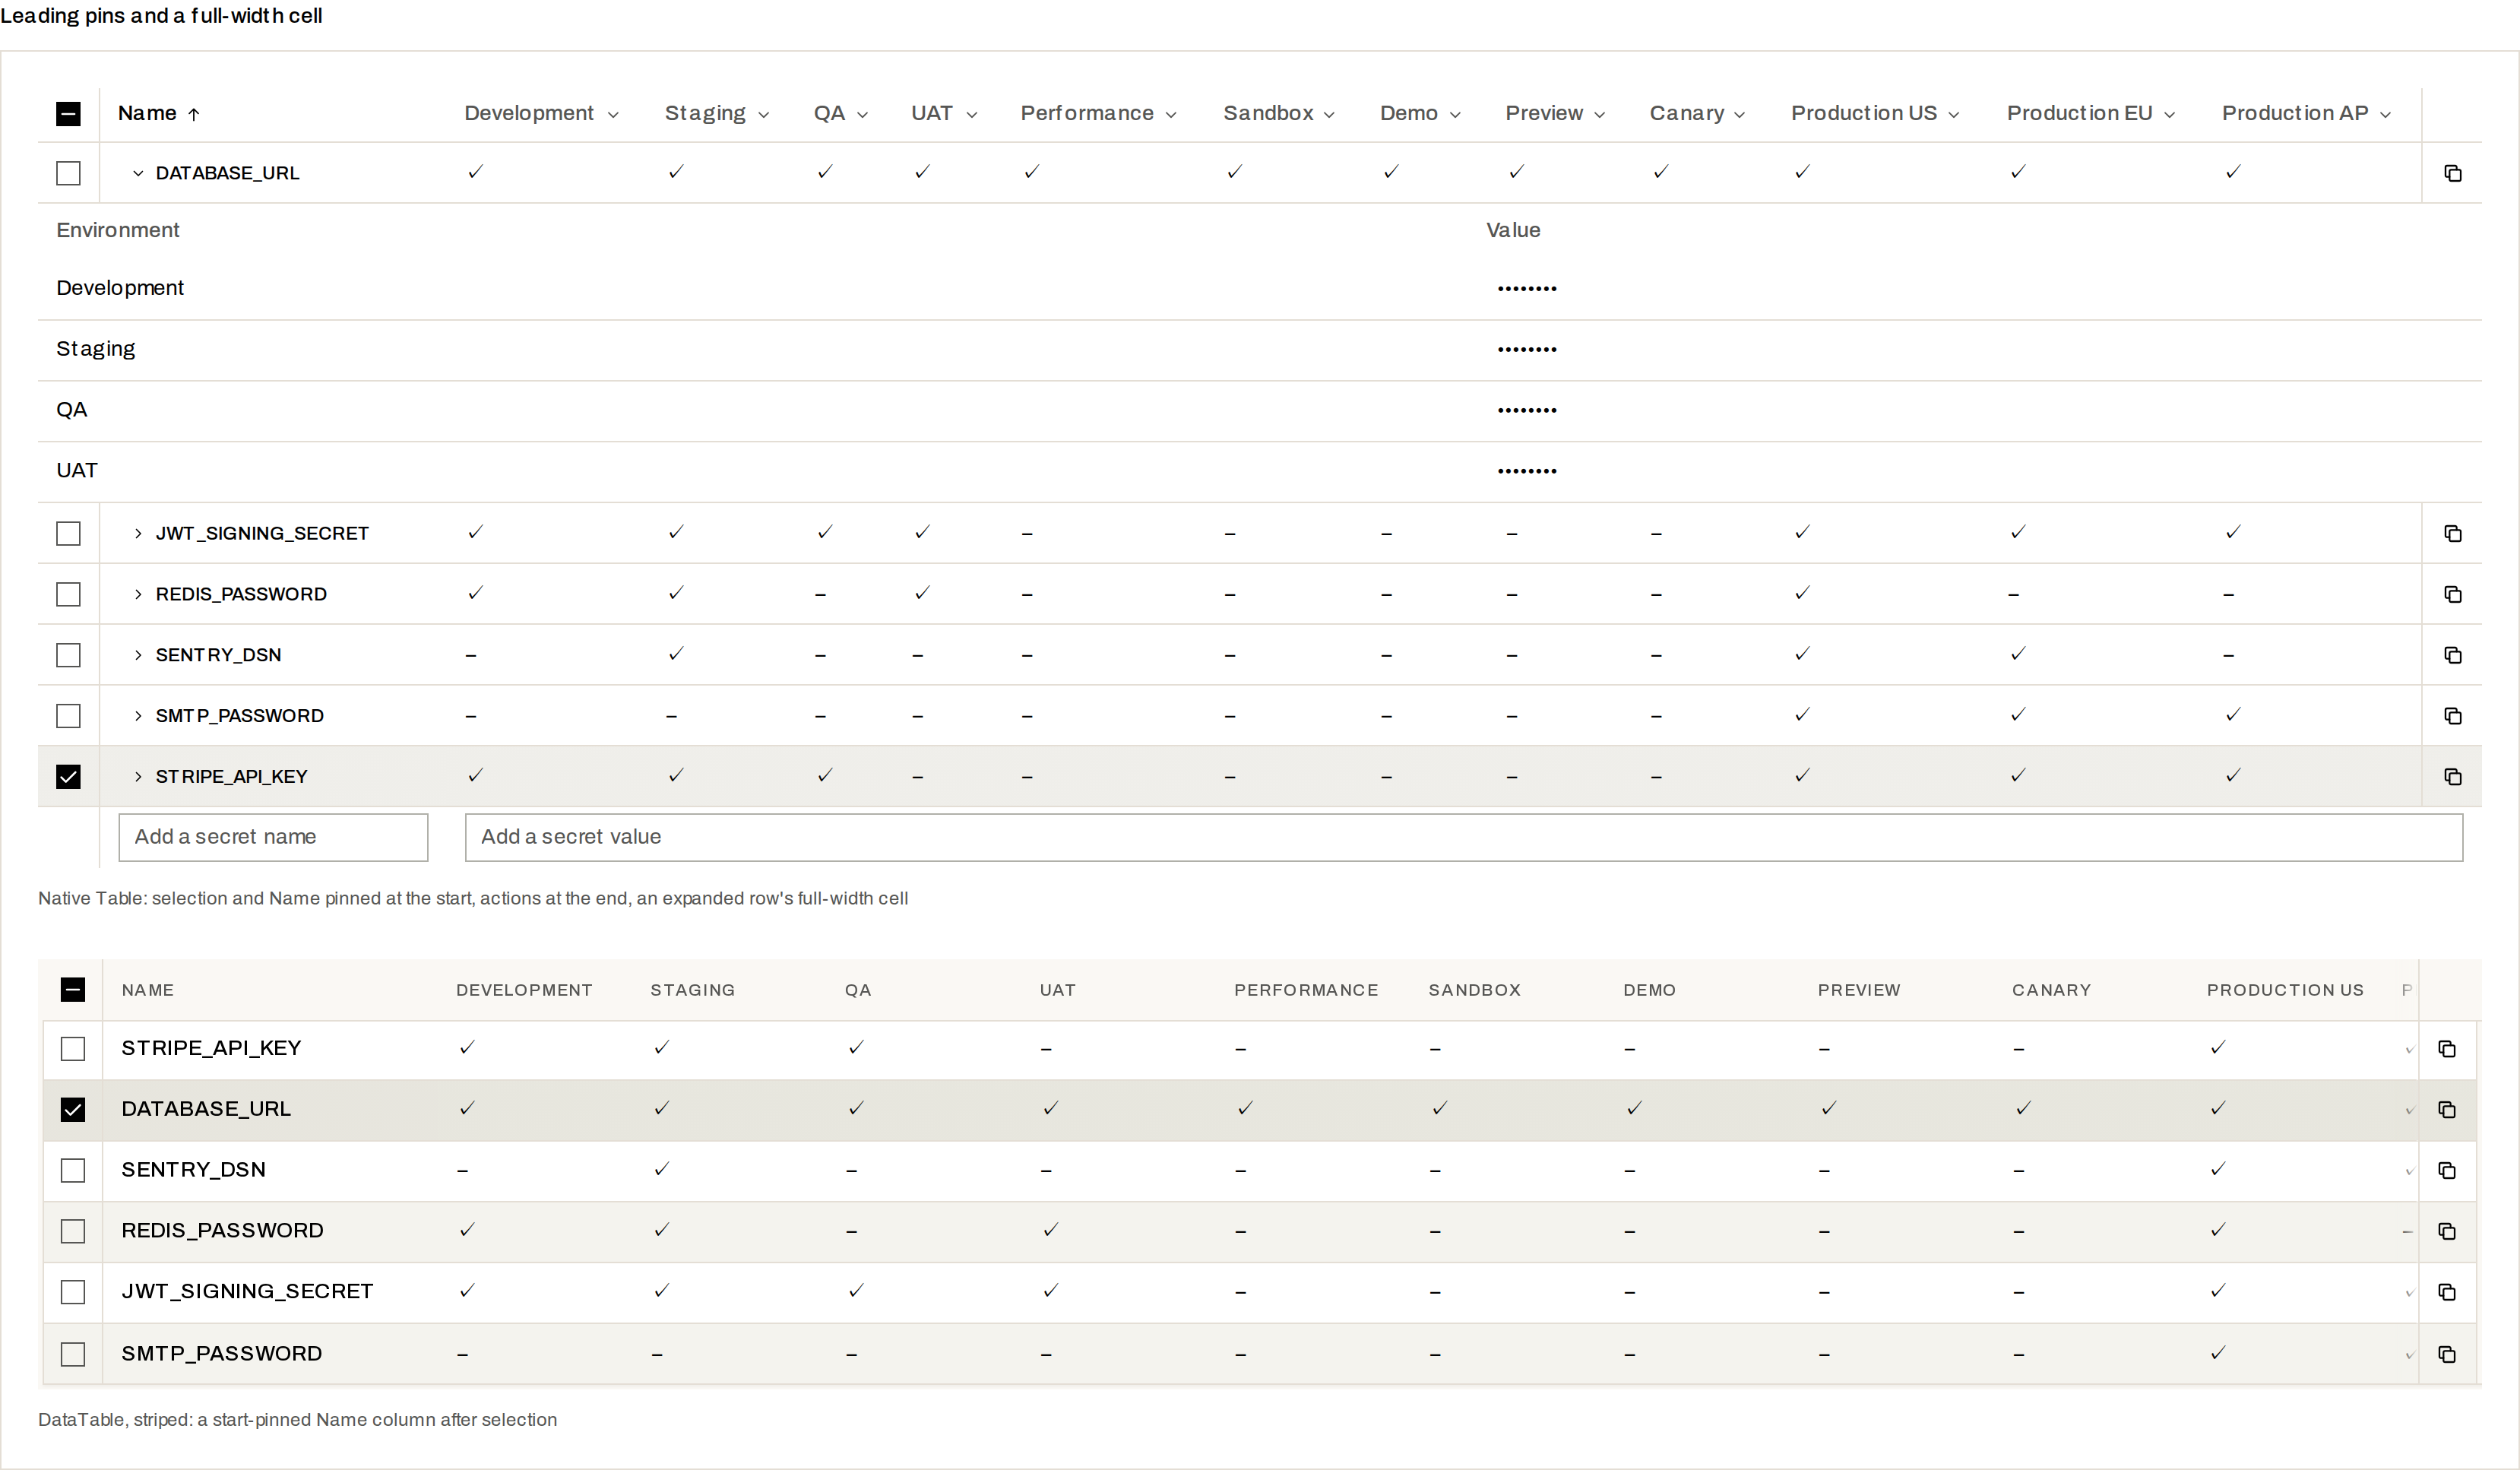 Leading pins and a full-width cell
Name ↑ Development Staging QA UAT Performance Sandbox Demo Preview Canary Production US Production EU Production AP
DATABASE_URL ✓ ✓ ✓ ✓ ✓ ✓ ✓ ✓ ✓ ✓ ✓ ✓
Environment Value
Development ••••••••
Staging ••••••••
QA ••••••••
UAT ••••••••
JWT_SIGNING_SECRET ✓ ✓ ✓ ✓ – – – – – ✓ ✓ ✓
REDIS_PASSWORD ✓ ✓ – ✓ – – – – – ✓ – –
SENTRY_DSN – ✓ – – – – – – – ✓ ✓ –
SMTP_PASSWORD – – – – – – – – – ✓ ✓ ✓
STRIPE_API_KEY ✓ ✓ ✓ – – – – – – ✓ ✓ ✓
Add a secret name Add a secret value
Native Table: selection and Name pinned at the start, actions at the end, an expanded row's full-width cell
NAME DEVELOPMENT STAGING QA UAT PERFORMANCE SANDBOX DEMO PREVIEW CANARY PRODUCTION US P
STRIPE_API_KEY ✓ ✓ ✓ – – – – – – ✓ ✓
DATABASE_URL ✓ ✓ ✓ ✓ ✓ ✓ ✓ ✓ ✓ ✓ ✓
SENTRY_DSN – ✓ – – – – – – – ✓ ✓
REDIS_PASSWORD ✓ ✓ – ✓ – – – – – ✓ –
JWT_SIGNING_SECRET ✓ ✓ ✓ ✓ – – – – – ✓ ✓
SMTP_PASSWORD – – – – – – – – – ✓ ✓
DataTable, striped: a start-pinned Name column after selection